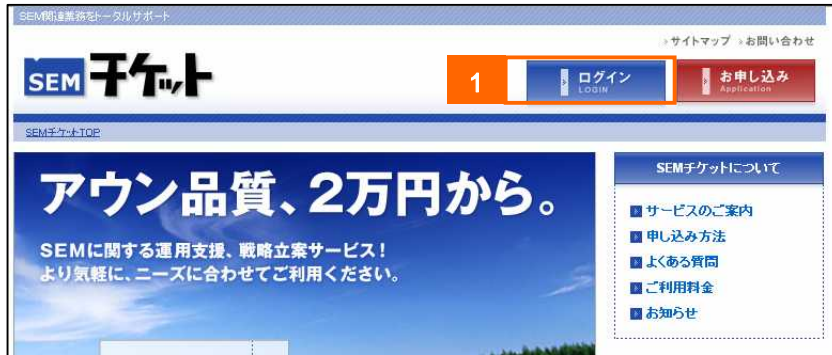 SEM関連業務をトータルサポート
サイトマップ お問い合わせ
SEMチケット
1
ログイン
LOGIN
お申し込み
Application
SEMチケットTOP
アウン品質、2万円から。
SEMに関する運用支援、戦略立案サービス！
より気軽に、ニーズに合わせてご利用ください。
SEMチケットについて
サービスのご案内
申し込み方法
よくある質問
ご利用料金
お知らせ